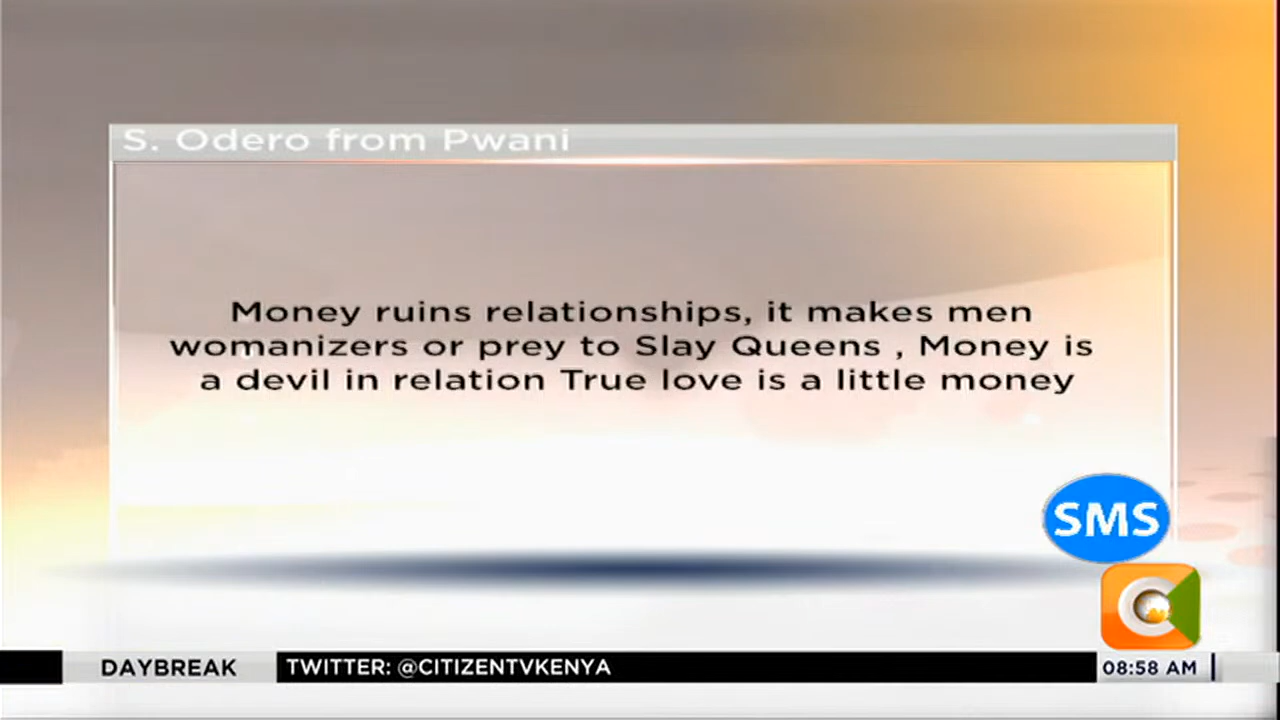 S. Odero from Pwani
Money ruins relationships, it makes men
womanizers or prey to Slay Queens , Money is
a devil in relation True love is a little money
SMS
DAYBREAK
TWITTER: @CITIZENTVKENYA
08:58 AM